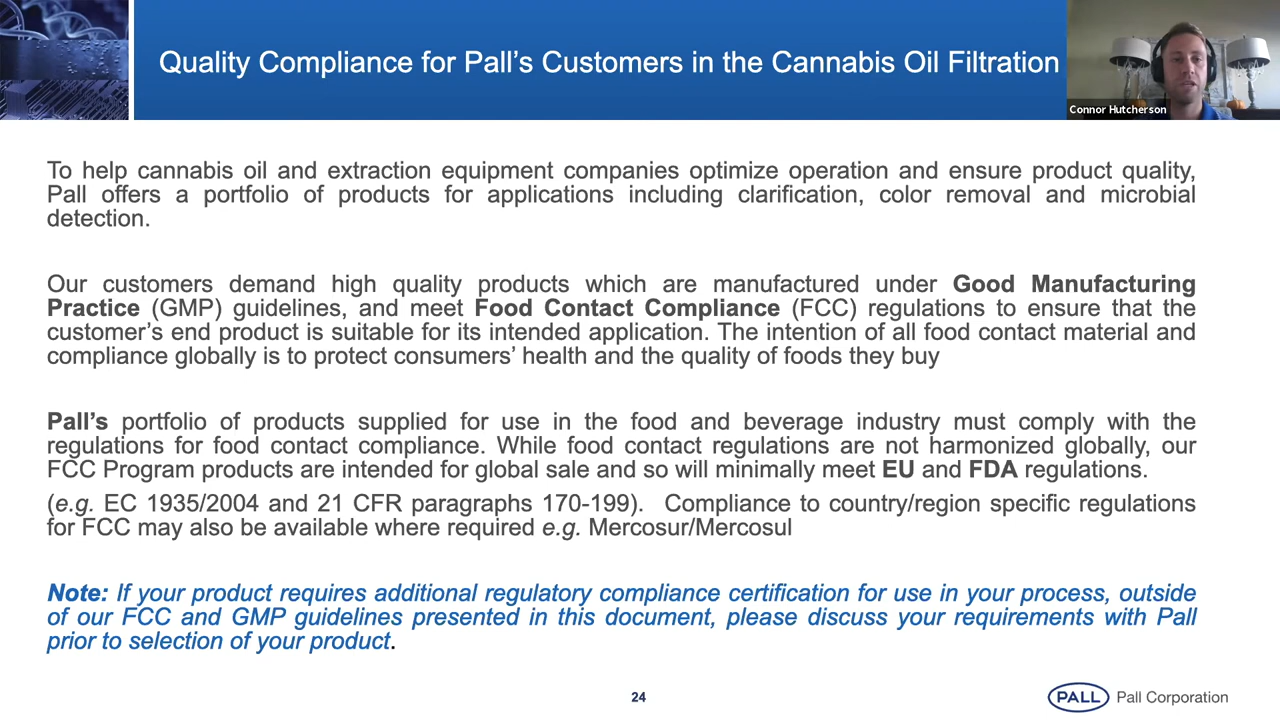 Quality Compliance for Pall’s Customers in the Cannabis Oil Filtration
Connor Hutcherson
To help cannabis oil and extraction equipment companies optimize operation and ensure product quality,
Pall offers a portfolio of products for applications including clarification, color removal and microbial
detection.
Our customers demand high quality products which are manufactured under Good Manufacturing
Practice (GMP) guidelines, and meet Food Contact Compliance (FCC) regulations to ensure that the
customer’s end product is suitable for its intended application. The intention of all food contact material and
compliance globally is to protect consumers’ health and the quality of foods they buy
Pall’s portfolio of products supplied for use in the food and beverage industry must comply with the
regulations for food contact compliance. While food contact regulations are not harmonized globally, our
FCC Program products are intended for global sale and so will minimally meet EU and FDA regulations.
(e.g. EC 1935/2004 and 21 CFR paragraphs 170-199). Compliance to country/region specific regulations
for FCC may also be available where required e.g. Mercosur/Mercosul
Note: If your product requires additional regulatory compliance certification for use in your process, outside
of our FCC and GMP guidelines presented in this document, please discuss your requirements with Pall
prior to selection of your product.
24
PALL Pall Corporation